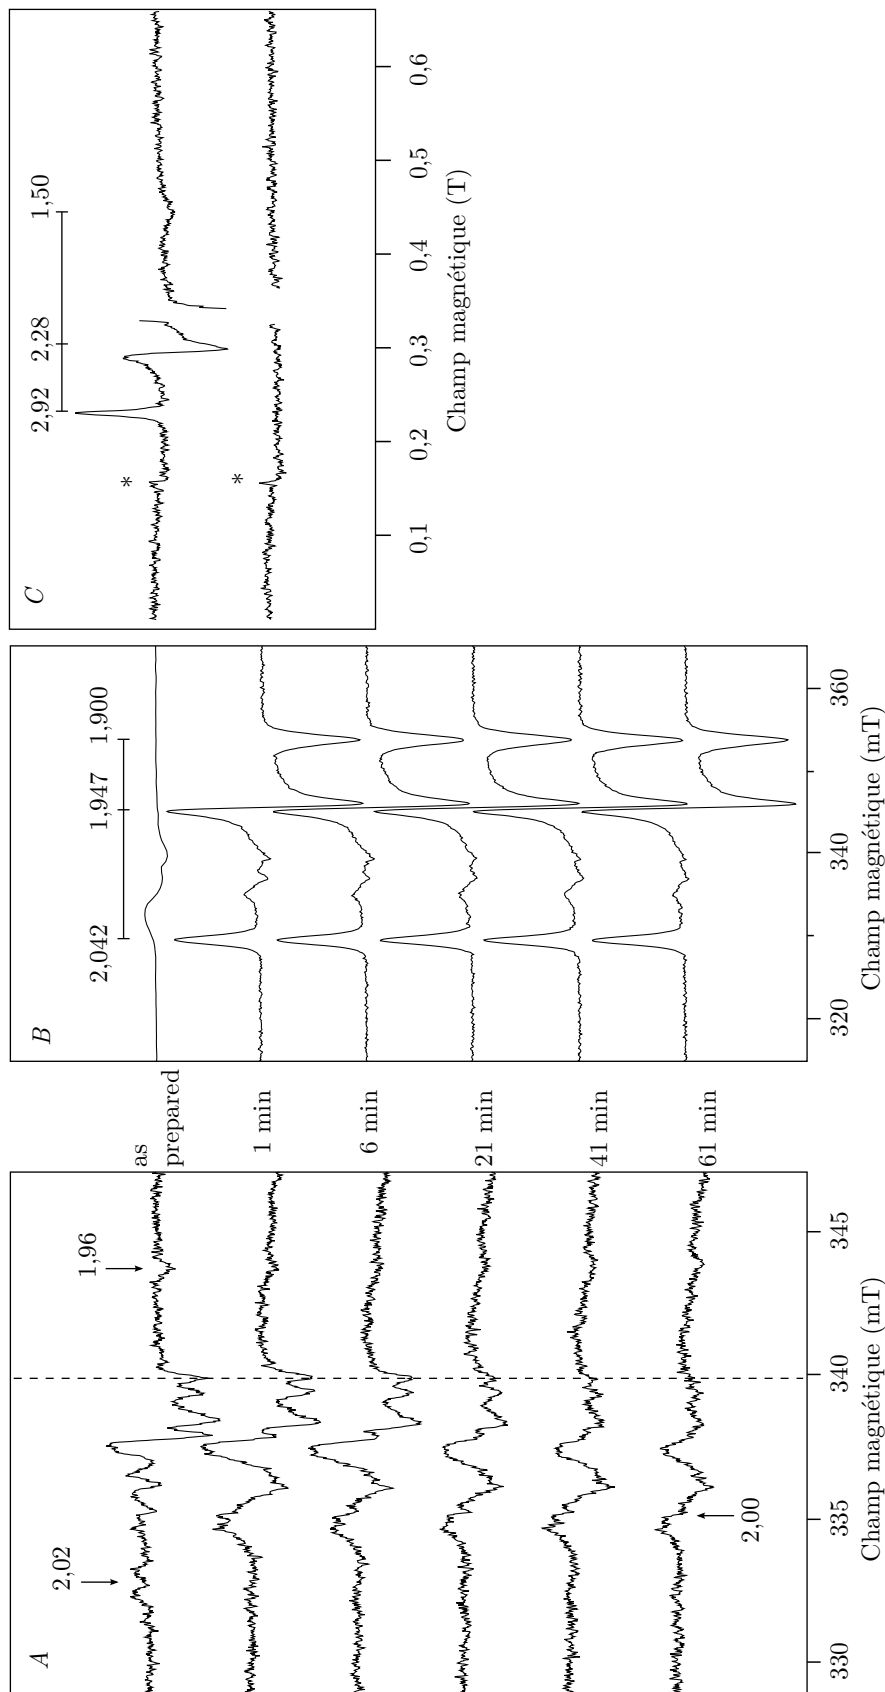 A
2,02
1,96
2,00
330
335
340
345
Champ magnétique (mT)
as
prepared
1 min
6 min
21 min
41 min
61 min
B
2,042
1,947
1,900
320
340
360
Champ magnétique (mT)
C
2,92
2,28
1,50
*
*
0,1
0,2
0,3
0,4
0,5
0,6
Champ magnétique (T)